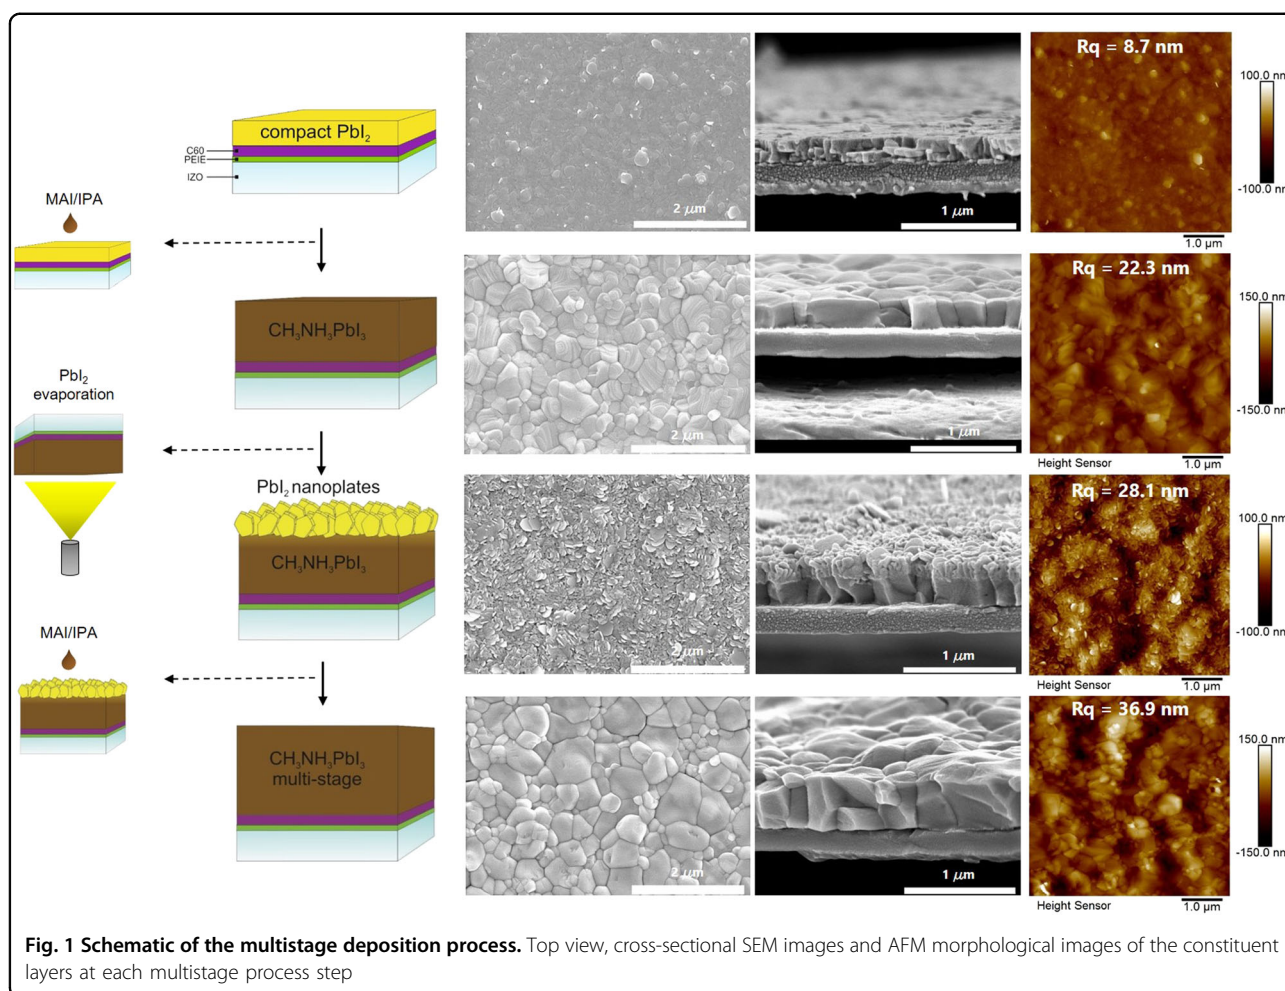 compact PbI₂
C60
PEIE
IZO
MAI/IPA
CH₃NH₃PbI₃
PbI₂
evaporation
PbI₂ nanoplates
CH₃NH₃PbI₃
MAI/IPA
CH₃NH₃PbI₃
multi-stage
2 μm
1 μm
Rq = 8.7 nm
100.0 nm
-100.0 nm
1.0 μm
2 μm
1 μm
Rq = 22.3 nm
150.0 nm
-150.0 nm
Height Sensor
1.0 μm
2 μm
1 μm
Rq = 28.1 nm
100.0 nm
-100.0 nm
Height Sensor
1.0 μm
2 μm
1 μm
Rq = 36.9 nm
150.0 nm
-150.0 nm
Height Sensor
1.0 μm
Fig. 1 Schematic of the multistage deposition process. Top view, cross-sectional SEM images and AFM morphological images of the constituent
layers at each multistage process step